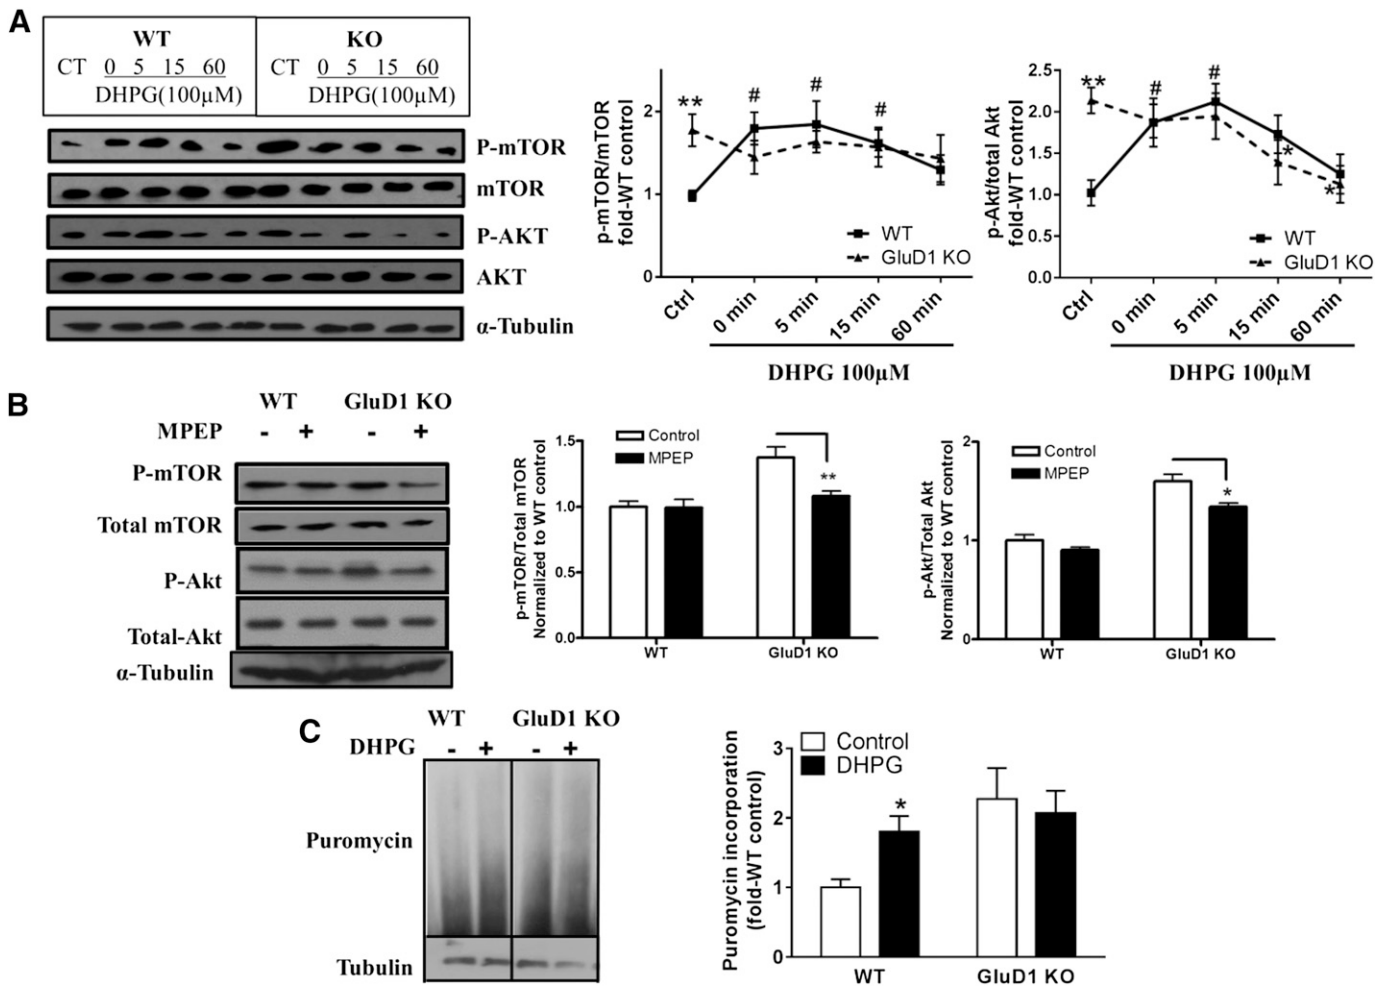 A
WT
KO
CT 0 5 15 60
DHPG(100µM)
CT 0 5 15 60
DHPG(100µM)
P-mTOR
mTOR
P-AKT
AKT
α-Tubulin
p-mTOR/mTOR
fold-WT control
2
1
0
**
#
#
#
WT
GluD1 KO
Ctrl
0 min
5 min
15 min
60 min
DHPG 100µM
p-Akt/total Akt
fold-WT control
2.5
2.0
1.5
1.0
0.5
0.0
**
#
#
*
*
WT
GluD1 KO
Ctrl
0 min
5 min
15 min
60 min
DHPG 100µM
B
WT GluD1 KO
MPEP - + - +
P-mTOR
Total mTOR
P-Akt
Total-Akt
α-Tubulin
p-mTOR/Total mTOR
Normalized to WT control
1.5
1.0
0.5
0.0
Control
MPEP
**
WT GluD1 KO
p-Akt/Total Akt
Normalized to WT control
2
1
0
Control
MPEP
*
WT GluD1 KO
C
WT GluD1 KO
DHPG - + - +
Puromycin
Tubulin
Puromycin incorporation
(fold-WT control)
3
2
1
0
Control
DHPG
*
WT GluD1 KO